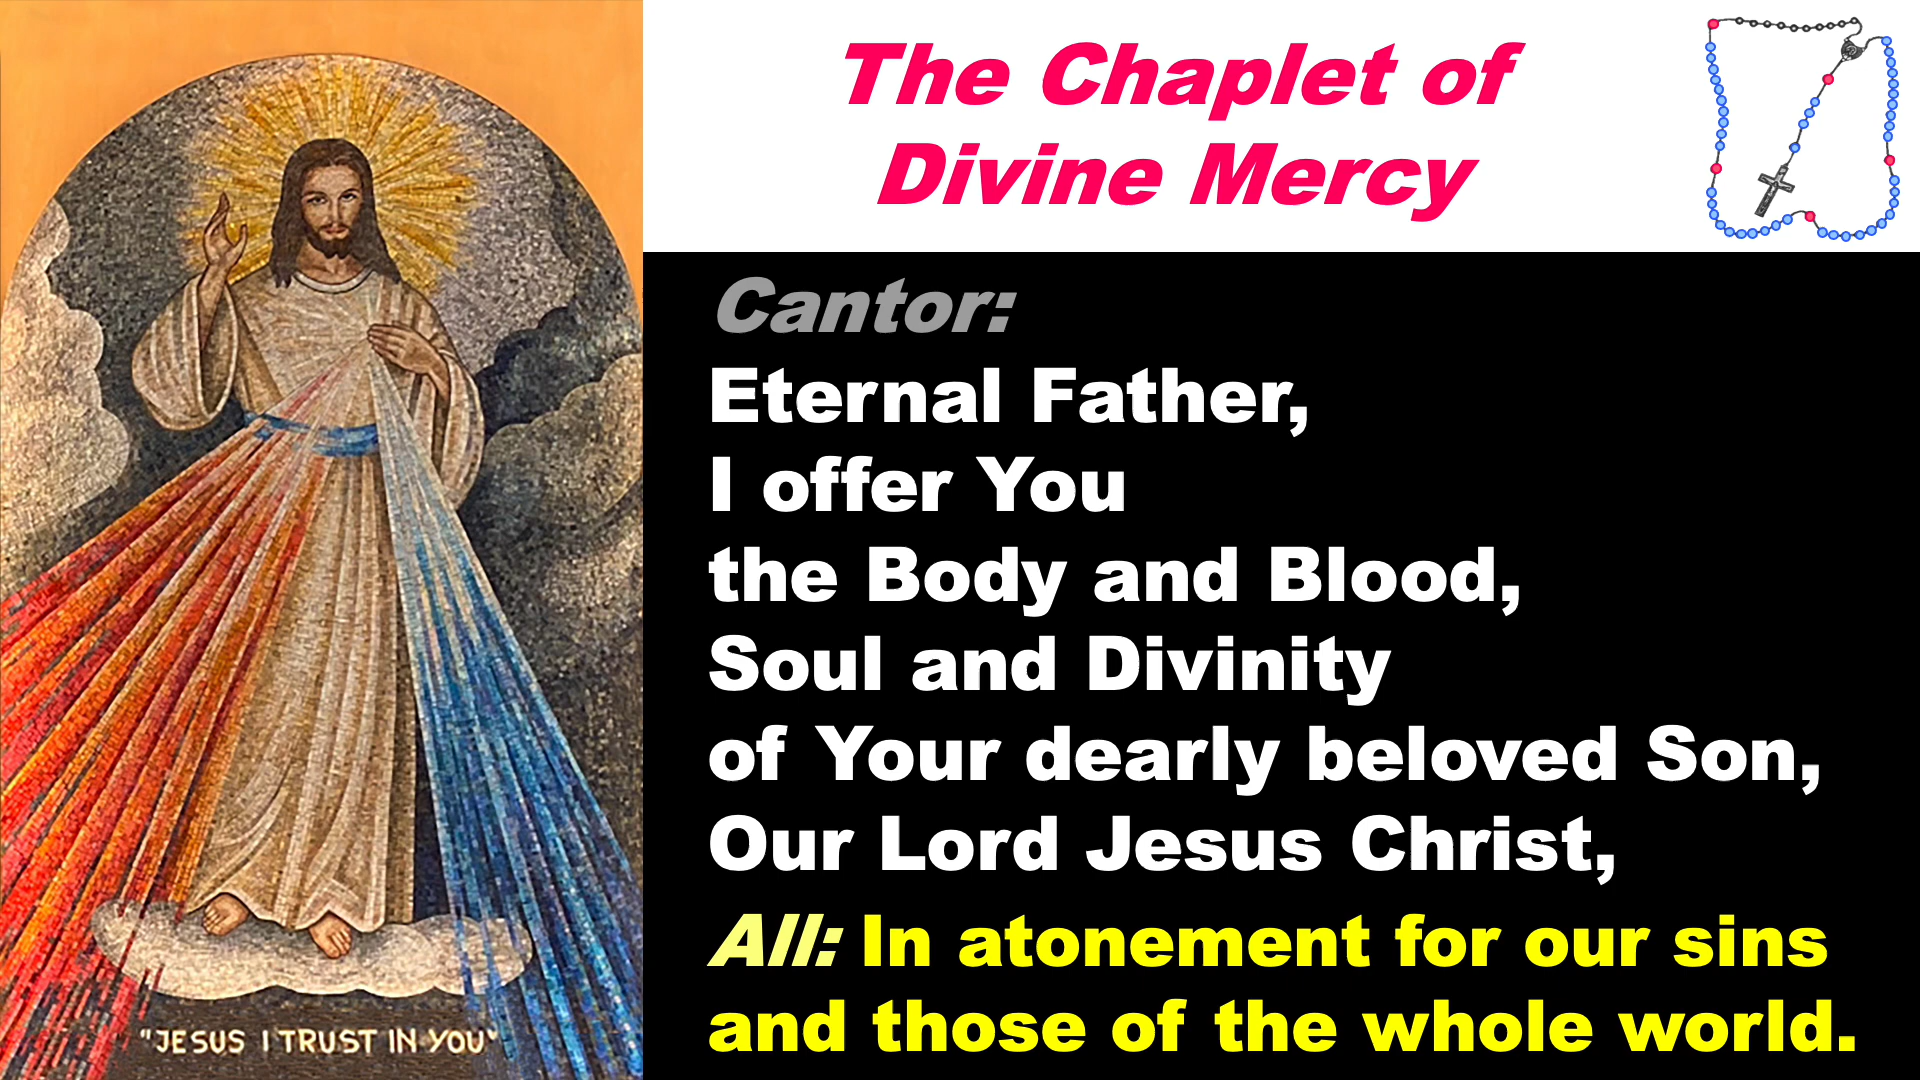 The Chaplet of
Divine Mercy
Cantor:
Eternal Father,
I offer You
the Body and Blood,
Soul and Divinity
of Your dearly beloved Son,
Our Lord Jesus Christ,
All: In atonement for our sins
and those of the whole world.
"JESUS I TRUST IN YOU"